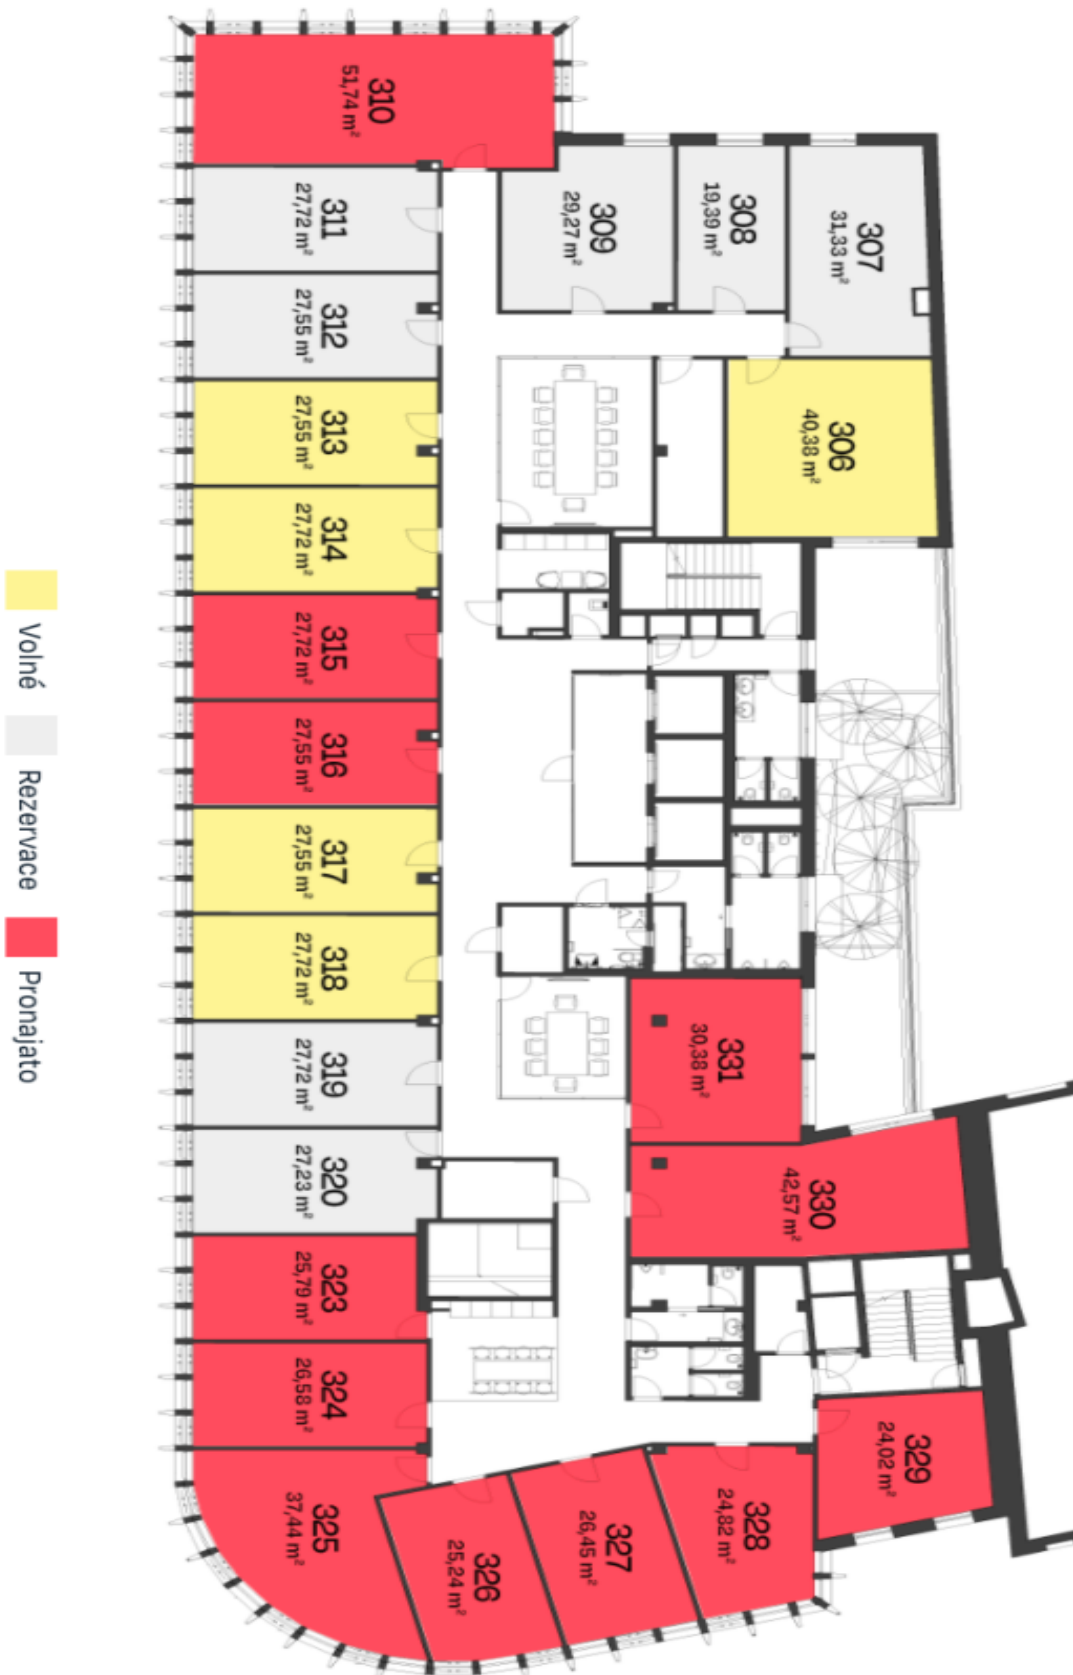 310
51,74 m²
311
27,72 m²
312
27,55 m²
313
27,55 m²
314
27,72 m²
315
27,72 m²
316
27,55 m²
317
27,55 m²
318
27,72 m²
319
27,72 m²
320
27,23 m²
323
25,79 m²
324
26,58 m²
325
37,44 m²
309
29,27 m²
308
19,39 m²
307
31,33 m²
306
40,38 m²
331
30,38 m²
330
42,57 m²
329
24,02 m²
328
24,82 m²
327
26,45 m²
326
25,24 m²
Volné
Rezervace
Pronajato